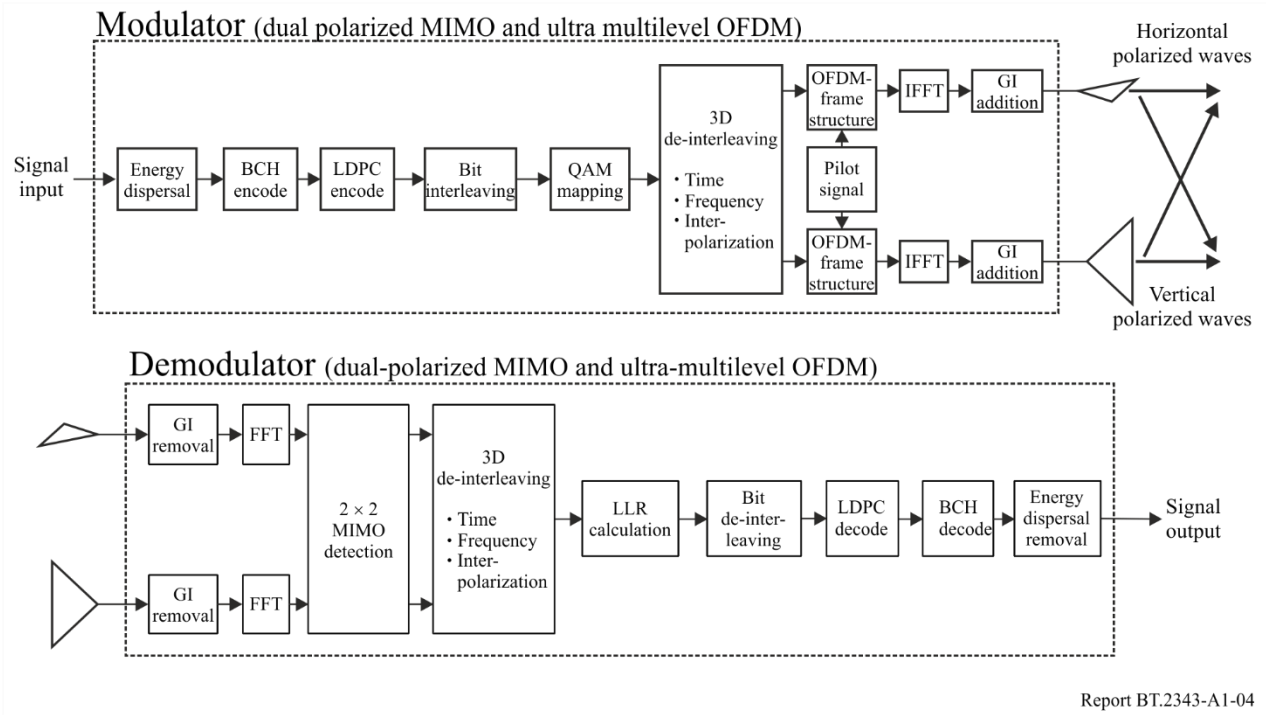 Modulator (dual polarized MIMO and ultra multilevel OFDM)
Horizontal
polarized waves
Signal
input
Energy
dispersal
BCH
encode
LDPC
encode
Bit
interleaving
QAM
mapping
3D
de-interleaving
• Time
• Frequency
• Inter-
polarization
OFDM-
frame
structure
IFFT
GI
addition
Pilot
signal
OFDM-
frame
structure
IFFT
GI
addition
Vertical
polarized waves
Demodulator (dual-polarized MIMO and ultra-multilevel OFDM)
GI
removal
FFT
GI
removal
FFT
2 × 2
MIMO
detection
3D
de-interleaving
• Time
• Frequency
• Inter-
polarization
LLR
calculation
Bit
de-inter-
leaving
LDPC
decode
BCH
decode
Energy
dispersal
removal
Signal
output
Report BT.2343-A1-04